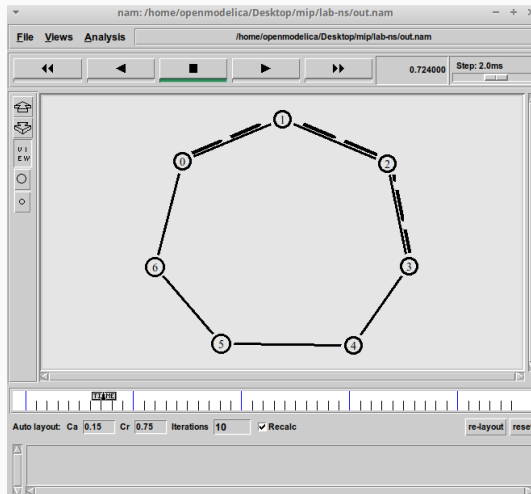 nam: /home/openmodelica/Desktop/mip/lab-ns/out.nam
File Views Analysis /home/openmodelica/Desktop/mip/lab-ns/out.nam
0.724000 Step: 2.0ms
V I
E W
1
0
2
6
3
5
4
TIME
Auto layout: Ca 0.15 Cr 0.75 Iterations 10 Recalc re-layout reset